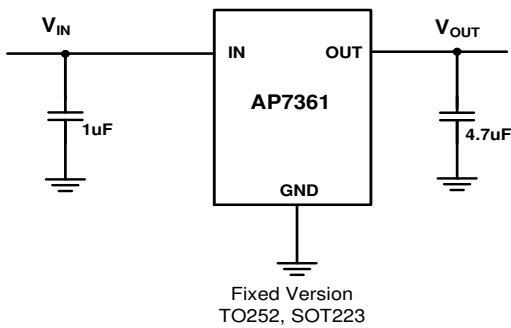 VIN
VOUT
IN
OUT
AP7361
1uF
4.7uF
GND
Fixed Version
TO252, SOT223